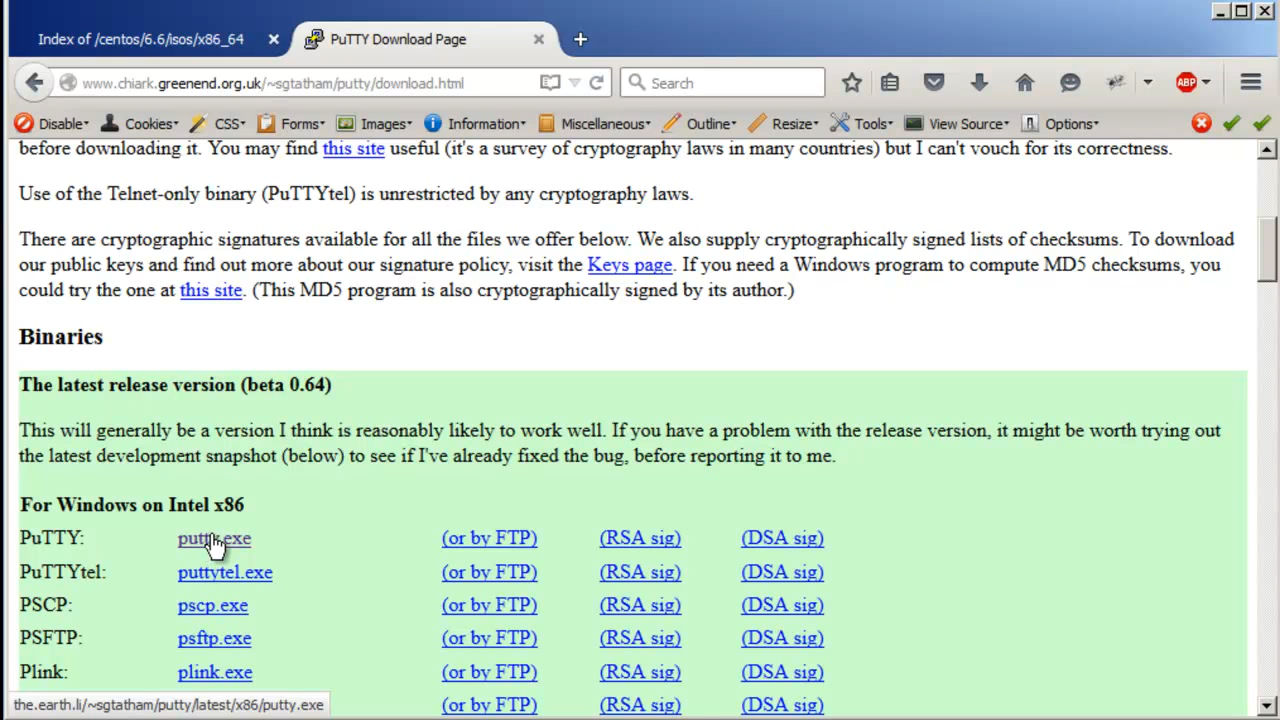 Index of /centos/6.6/isos/x86_64
PuTTY Download Page
www.chiark.greenend.org.uk/~sgtatham/putty/download.html
Search
ABP
Disable
Cookies
CSS
Forms
Images
Information
Miscellaneous
Outline
Resize
Tools
View Source
Options
before downloading it. You may find this site useful (it's a survey of cryptography laws in many countries) but I can't vouch for its correctness.
Use of the Telnet-only binary (PuTTYtel) is unrestricted by any cryptography laws.
There are cryptographic signatures available for all the files we offer below. We also supply cryptographically signed lists of checksums. To download
our public keys and find out more about our signature policy, visit the Keys page. If you need a Windows program to compute MD5 checksums, you
could try the one at this site. (This MD5 program is also cryptographically signed by its author.)
Binaries
The latest release version (beta 0.64)
This will generally be a version I think is reasonably likely to work well. If you have a problem with the release version, it might be worth trying out
the latest development snapshot (below) to see if I've already fixed the bug, before reporting it to me.
For Windows on Intel x86
PuTTY: putty.exe (or by FTP) (RSA sig) (DSA sig)
PuTTYtel: puttytel.exe (or by FTP) (RSA sig) (DSA sig)
PSCP: pscp.exe (or by FTP) (RSA sig) (DSA sig)
PSFTP: psftp.exe (or by FTP) (RSA sig) (DSA sig)
Plink: plink.exe (or by FTP) (RSA sig) (DSA sig)
(or by FTP) (RSA sig) (DSA sig)
the.earth.li/~sgtatham/putty/latest/x86/putty.exe